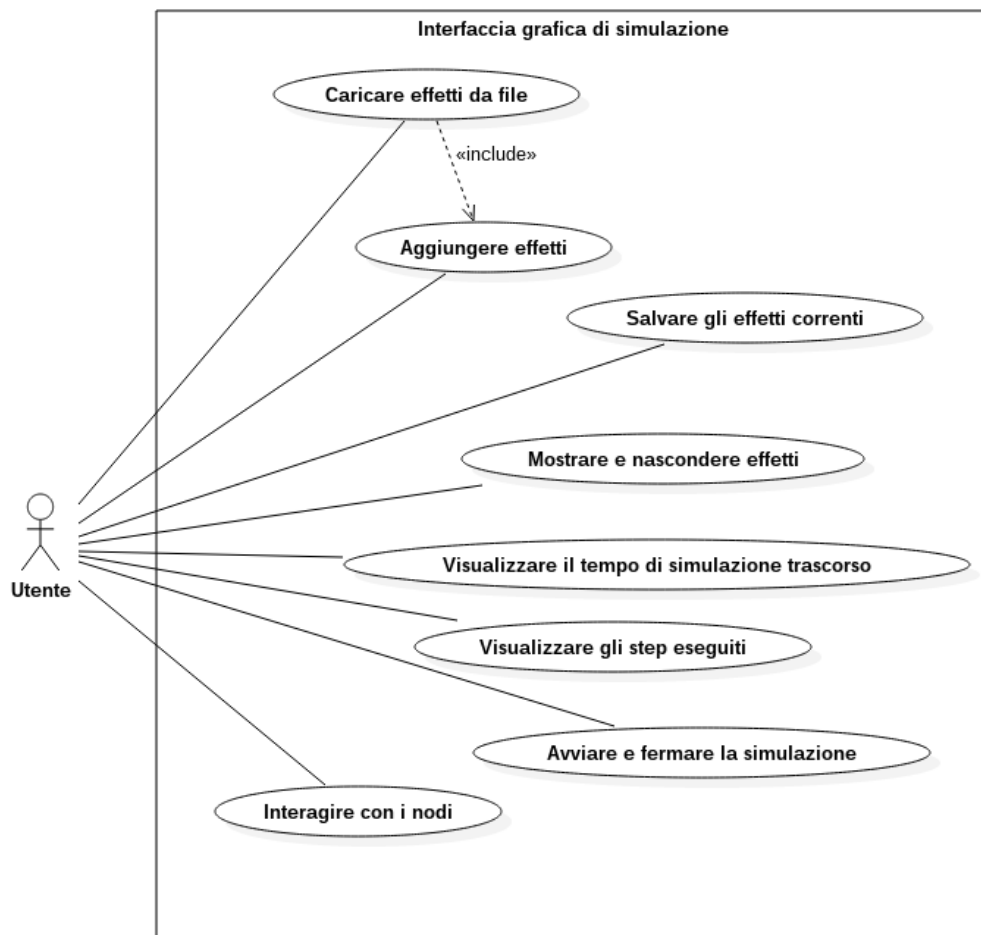 Interfaccia grafica di simulazione
Caricare effetti da file
«include»
Aggiungere effetti
Salvare gli effetti correnti
Mostrare e nascondere effetti
Visualizzare il tempo di simulazione trascorso
Utente
Visualizzare gli step eseguiti
Avviare e fermare la simulazione
Interagire con i nodi